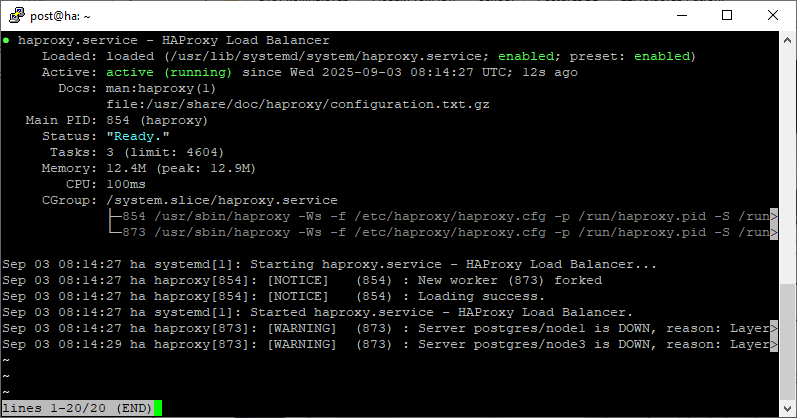 post@ha: ~
● haproxy.service - HAProxy Load Balancer
     Loaded: loaded (/usr/lib/systemd/system/haproxy.service; enabled; preset: enabled)
     Active: active (running) since Wed 2025-09-03 08:14:27 UTC; 12s ago
       Docs: man:haproxy(1)
             file:/usr/share/doc/haproxy/configuration.txt.gz
   Main PID: 854 (haproxy)
     Status: "Ready."
      Tasks: 3 (limit: 4604)
     Memory: 12.4M (peak: 12.9M)
        CPU: 100ms
     CGroup: /system.slice/haproxy.service
             ├─854 /usr/sbin/haproxy -Ws -f /etc/haproxy/haproxy.cfg -p /run/haproxy.pid -S /run>
             └─873 /usr/sbin/haproxy -Ws -f /etc/haproxy/haproxy.cfg -p /run/haproxy.pid -S /run>

Sep 03 08:14:27 ha systemd[1]: Starting haproxy.service - HAProxy Load Balancer...
Sep 03 08:14:27 ha haproxy[854]: [NOTICE]   (854) : New worker (873) forked
Sep 03 08:14:27 ha haproxy[854]: [NOTICE]   (854) : Loading success.
Sep 03 08:14:27 ha systemd[1]: Started haproxy.service - HAProxy Load Balancer.
Sep 03 08:14:27 ha haproxy[873]: [WARNING]  (873) : Server postgres/node1 is DOWN, reason: Layer>
Sep 03 08:14:29 ha haproxy[873]: [WARNING]  (873) : Server postgres/node3 is DOWN, reason: Layer>
~
~
~
lines 1-20/20 (END)